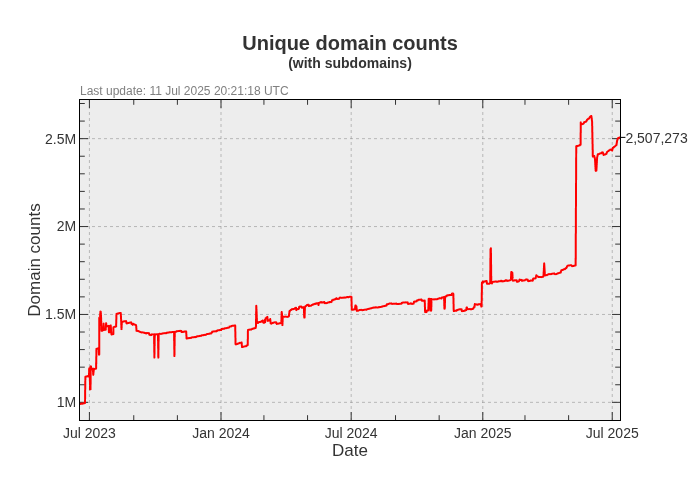 Unique domain counts
(with subdomains)
Last update: 11 Jul 2025 20:21:18 UTC
2.5M
2,507,273
2M
Domain counts
1.5M
1M
Jul 2023
Jan 2024
Jul 2024
Jan 2025
Jul 2025
Date